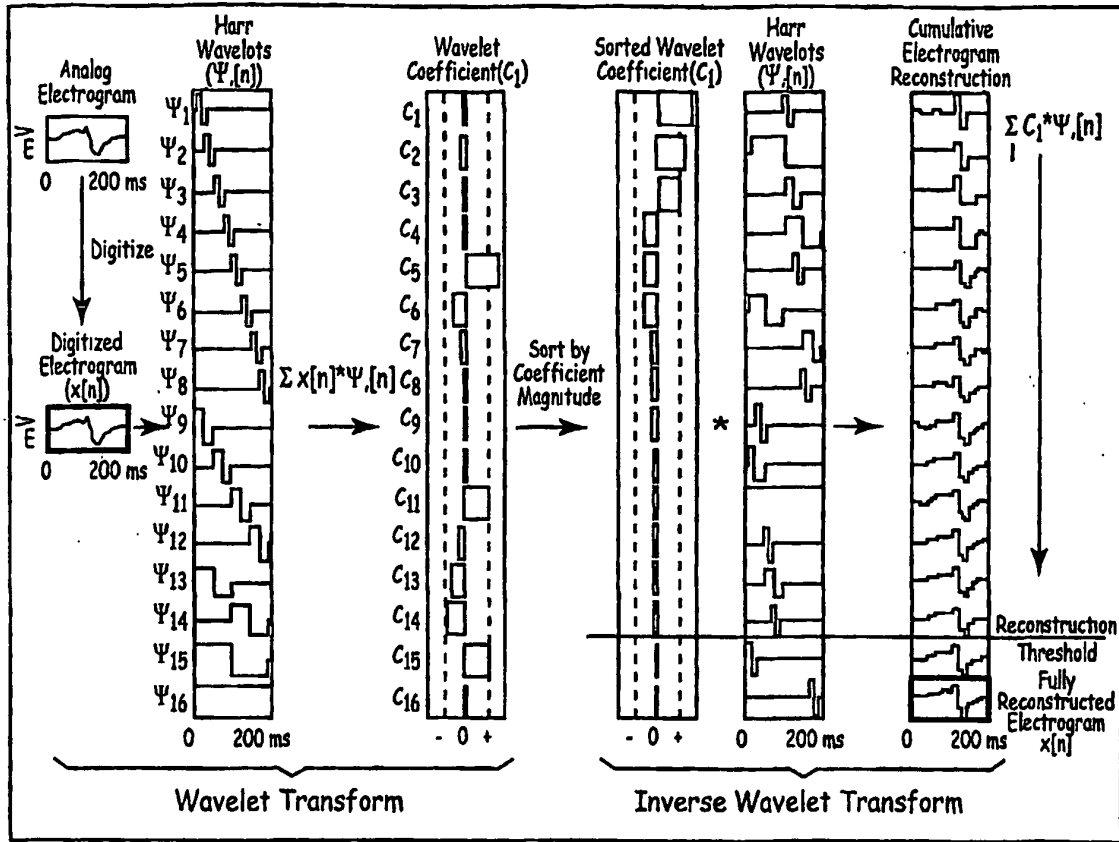 Analog
Electrogram
mV
0 200 ms
Digitize
Digitized
Electrogram
(x[n])
mV
0 200 ms
Harr
Wavelots
(Ψ,[n])
Ψ1
Ψ2
Ψ3
Ψ4
Ψ5
Ψ6
Ψ7
Ψ8
Ψ9
Ψ10
Ψ11
Ψ12
Ψ13
Ψ14
Ψ15
Ψ16
0 200 ms
Σ x[n]*Ψ,[n]
Wavelet
Coefficient(C1)
C1
C2
C3
C4
C5
C6
C7
C8
C9
C10
C11
C12
C13
C14
C15
C16
- 0 +
Wavelet Transform
Sort by
Coefficient
Magnitude
Sorted Wavelet
Coefficient(C1)
- 0 +
*
Harr
Wavelots
(Ψ,[n])
0 200 ms
Cumulative
Electrogram
Reconstruction
Σ C1*Ψ,[n]
I
Reconstruction
Threshold
Fully
Reconstructed
Electrogram
x[n]
0 200 ms
Inverse Wavelet Transform